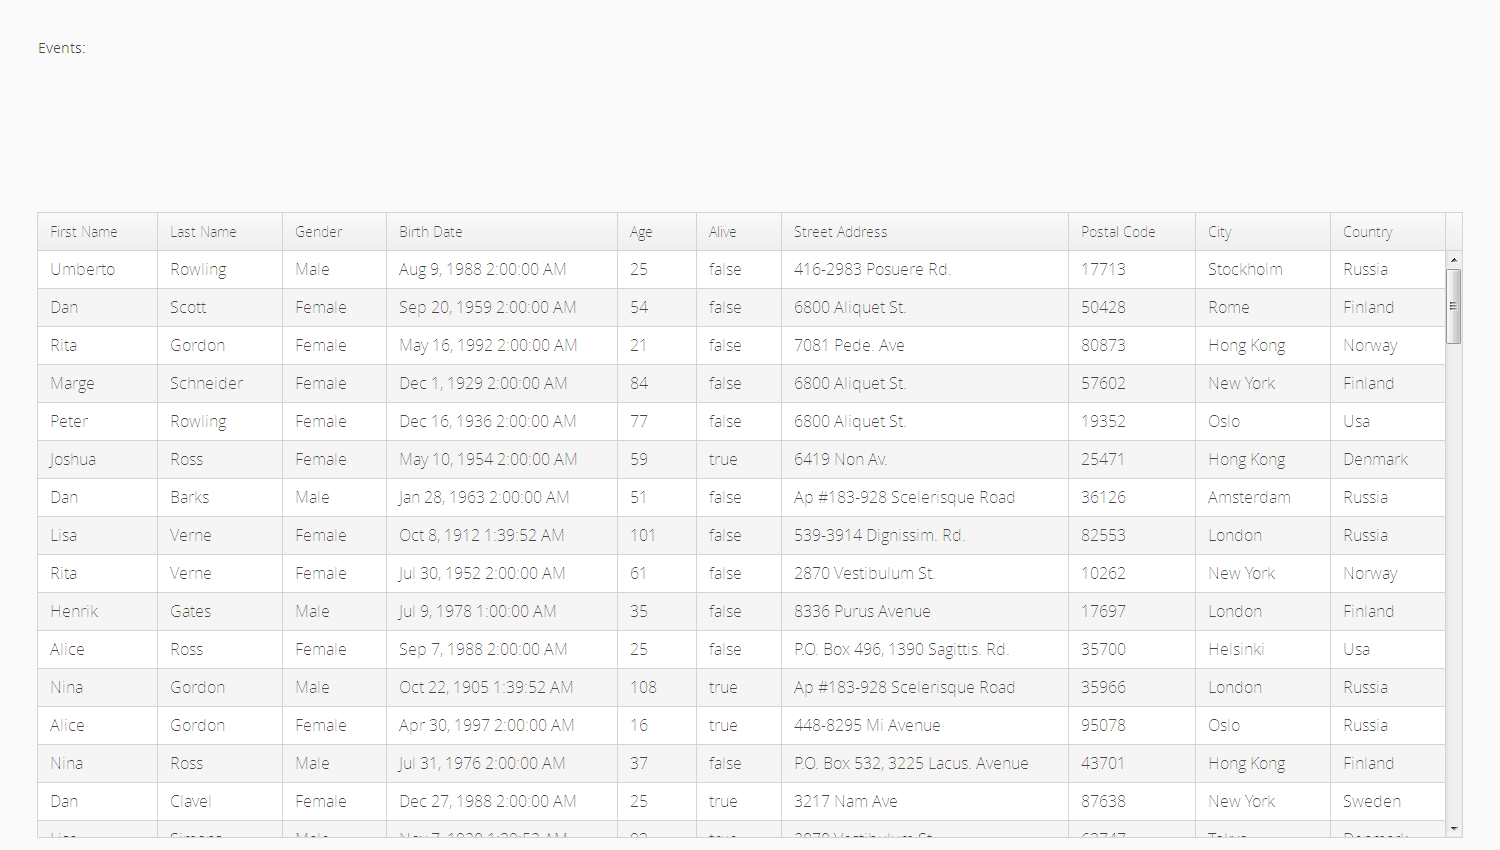 Events:
First Name Last Name Gender Birth Date Age Alive Street Address Postal Code City Country
Umberto Rowling Male Aug 9, 1988 2:00:00 AM 25 false 416-2983 Posuere Rd. 17713 Stockholm Russia
Dan Scott Female Sep 20, 1959 2:00:00 AM 54 false 6800 Aliquet St. 50428 Rome Finland
Rita Gordon Female May 16, 1992 2:00:00 AM 21 false 7081 Pede. Ave 80873 Hong Kong Norway
Marge Schneider Female Dec 1, 1929 2:00:00 AM 84 false 6800 Aliquet St. 57602 New York Finland
Peter Rowling Female Dec 16, 1936 2:00:00 AM 77 false 6800 Aliquet St. 19352 Oslo Usa
Joshua Ross Female May 10, 1954 2:00:00 AM 59 true 6419 Non Av. 25471 Hong Kong Denmark
Dan Barks Male Jan 28, 1963 2:00:00 AM 51 false Ap #183-928 Scelerisque Road 36126 Amsterdam Russia
Lisa Verne Female Oct 8, 1912 1:39:52 AM 101 false 539-3914 Dignissim. Rd. 82553 London Russia
Rita Verne Female Jul 30, 1952 2:00:00 AM 61 false 2870 Vestibulum St. 10262 New York Norway
Henrik Gates Male Jul 9, 1978 1:00:00 AM 35 false 8336 Purus Avenue 17697 London Finland
Alice Ross Female Sep 7, 1988 2:00:00 AM 25 false P.O. Box 496, 1390 Sagittis. Rd. 35700 Helsinki Usa
Nina Gordon Male Oct 22, 1905 1:39:52 AM 108 true Ap #183-928 Scelerisque Road 35966 London Russia
Alice Gordon Female Apr 30, 1997 2:00:00 AM 16 true 448-8295 Mi Avenue 95078 Oslo Russia
Nina Ross Male Jul 31, 1976 2:00:00 AM 37 false P.O. Box 532, 3225 Lacus. Avenue 43701 Hong Kong Finland
Dan Clavel Female Dec 27, 1988 2:00:00 AM 25 true 3217 Nam Ave 87638 New York Sweden